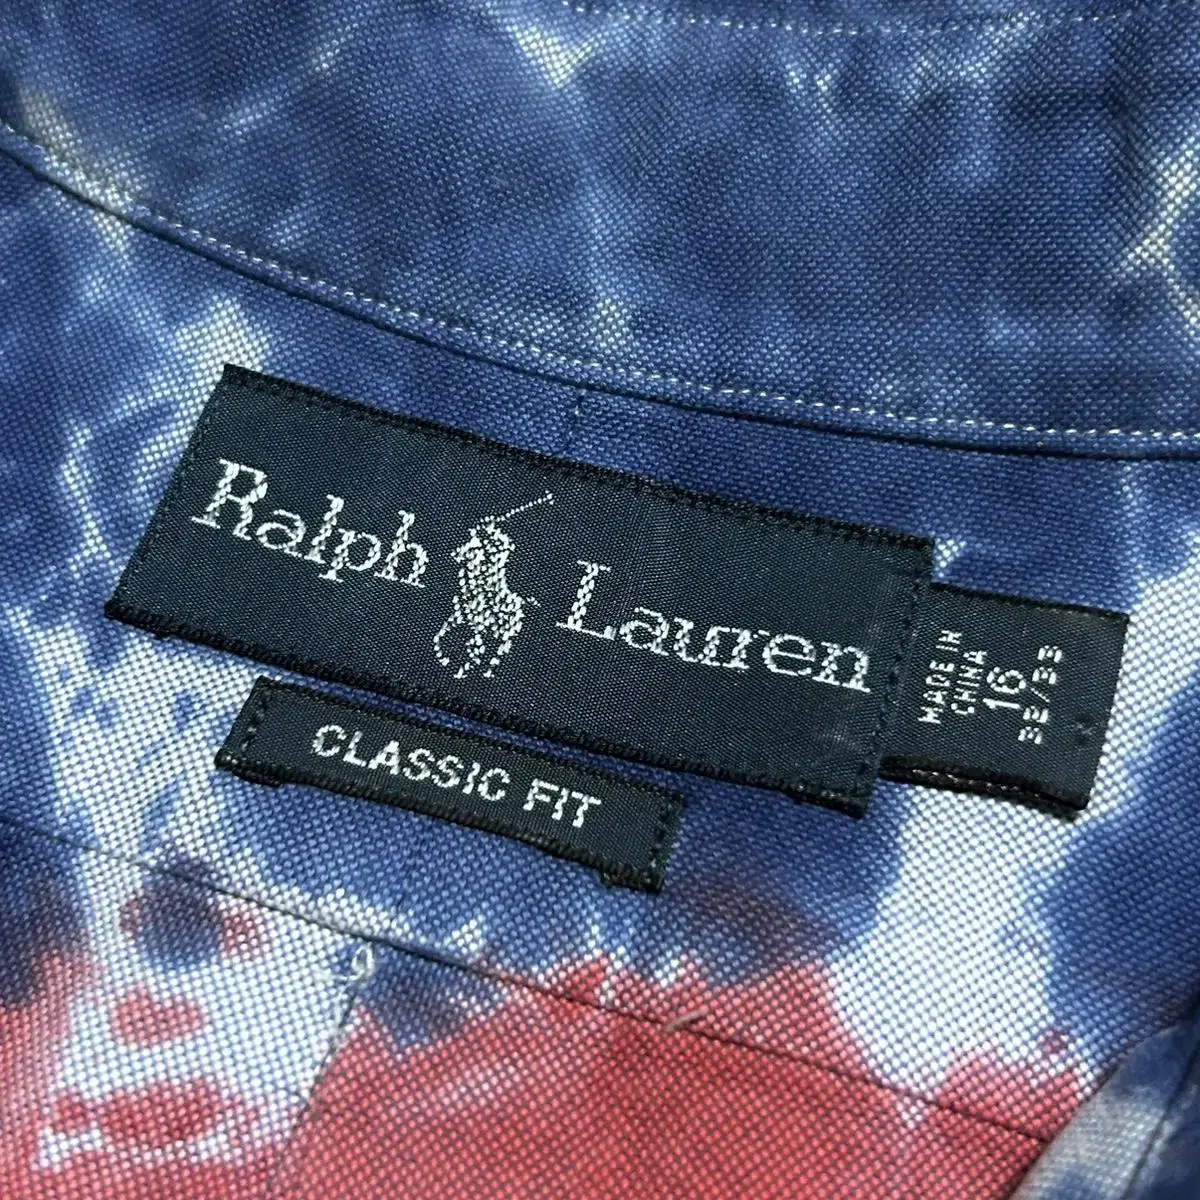 Ralph Lauren
CLASSIC FIT
MADE IN
CHINA
16
32/33